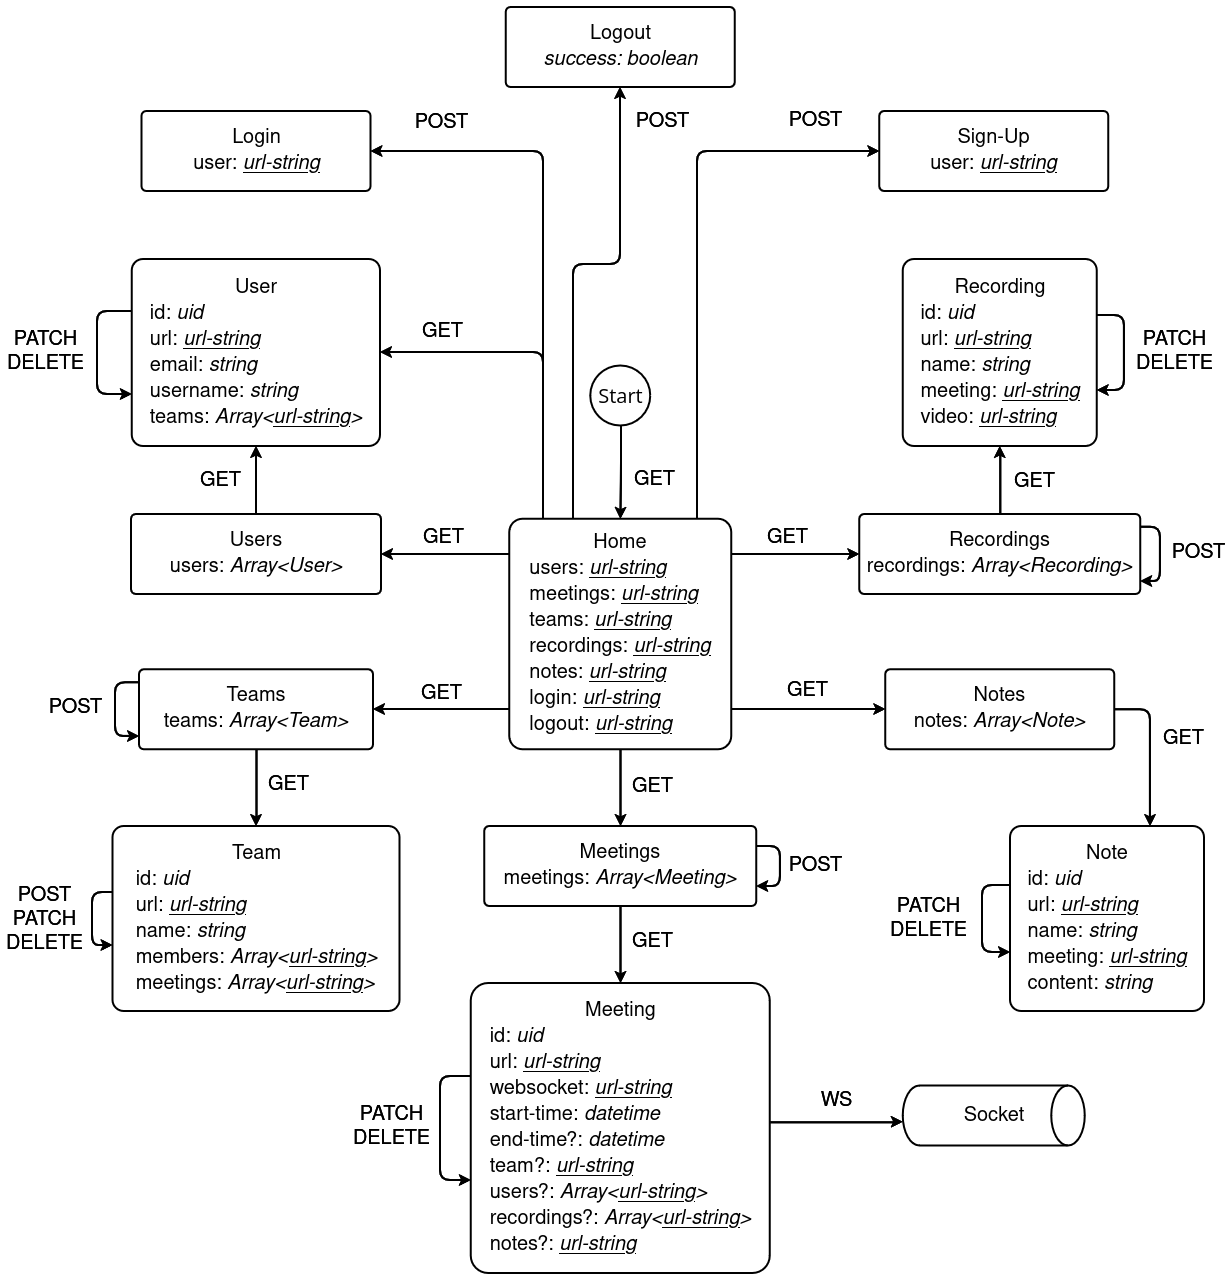 Logout
success: boolean
POST
POST
POST
Login
user: url-string
Sign-Up
user: url-string
User
id: uid
url: url-string
email: string
username: string
teams: Array<url-string>
PATCH
DELETE
GET
Start
GET
Recording
id: uid
url: url-string
name: string
meeting: url-string
video: url-string
PATCH
DELETE
GET
GET
Users
users: Array<User>
GET
Home
users: url-string
meetings: url-string
teams: url-string
recordings: url-string
notes: url-string
login: url-string
logout: url-string
GET
Recordings
recordings: Array<Recording>
POST
POST
Teams
teams: Array<Team>
GET
GET
Notes
notes: Array<Note>
GET
GET
GET
Team
id: uid
url: url-string
name: string
members: Array<url-string>
meetings: Array<url-string>
POST
PATCH
DELETE
Meetings
meetings: Array<Meeting>
POST
GET
Note
id: uid
url: url-string
name: string
meeting: url-string
content: string
PATCH
DELETE
Meeting
id: uid
url: url-string
websocket: url-string
start-time: datetime
end-time?: datetime
team?: url-string
users?: Array<url-string>
recordings?: Array<url-string>
notes?: url-string
PATCH
DELETE
WS
Socket